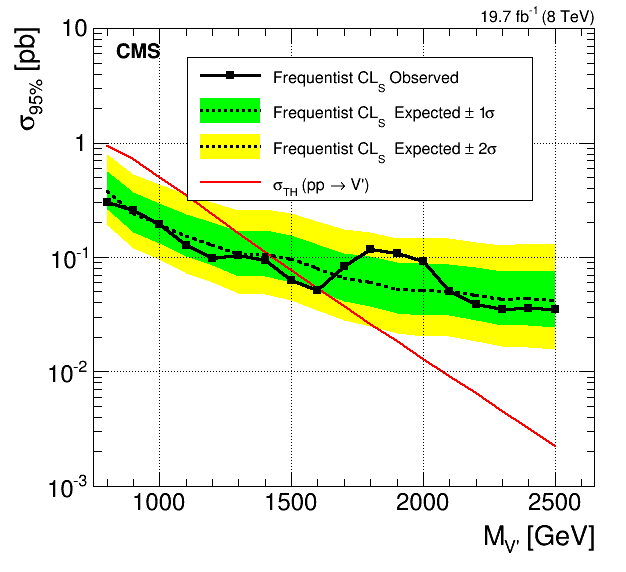 19.7 fb-1 (8 TeV)
CMS
Frequentist CLS Observed
Frequentist CLS Expected ± 1σ
Frequentist CLS Expected ± 2σ
σTH (pp → V')
σ95% [pb]
10
1
10-1
10-2
10-3
1000 1500 2000 2500
MV' [GeV]